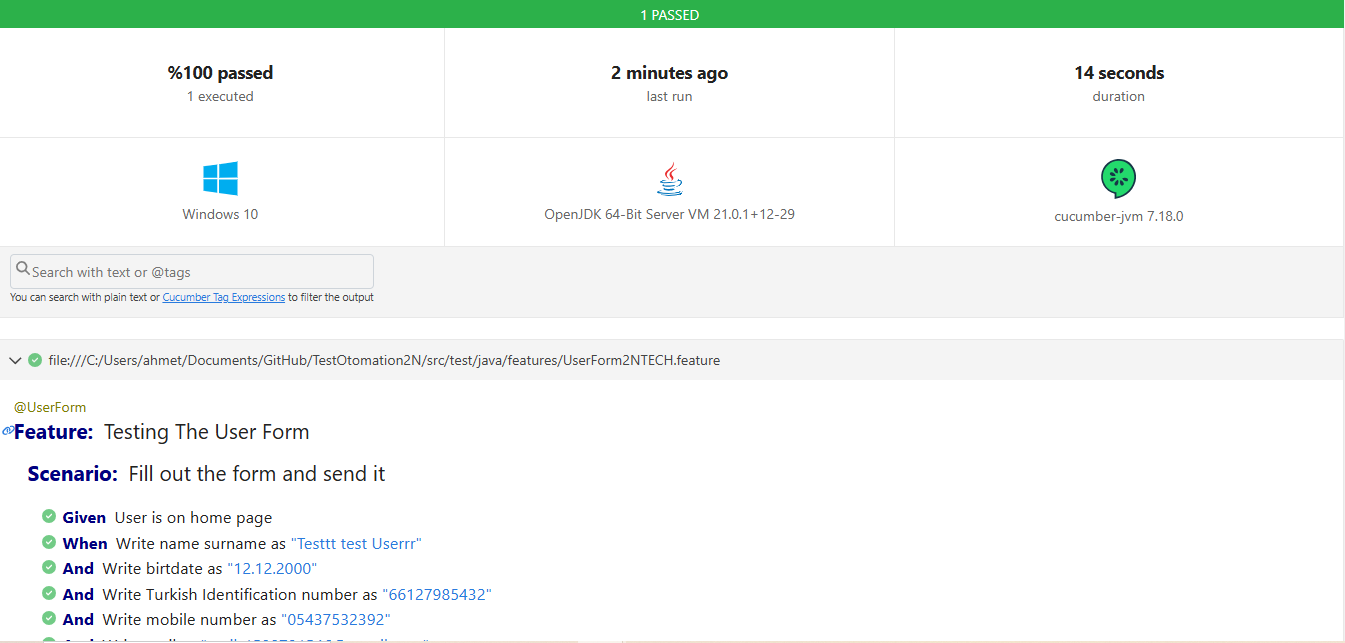 1 PASSED
%100 passed
1 executed
2 minutes ago
last run
14 seconds
duration
Windows 10
OpenJDK 64-Bit Server VM 21.0.1+12-29
cucumber-jvm 7.18.0
Search with text or @tags
You can search with plain text or Cucumber Tag Expressions to filter the output
file:///C:/Users/ahmet/Documents/GitHub/TestOtomation2N/src/test/java/features/UserForm2NTECH.feature
@UserForm
Feature: Testing The User Form
Scenario: Fill out the form and send it
Given User is on home page
When Write name surname as "Testtt test Userrr"
And Write birtdate as "12.12.2000"
And Write Turkish Identification number as "66127985432"
And Write mobile number as "05437532392"